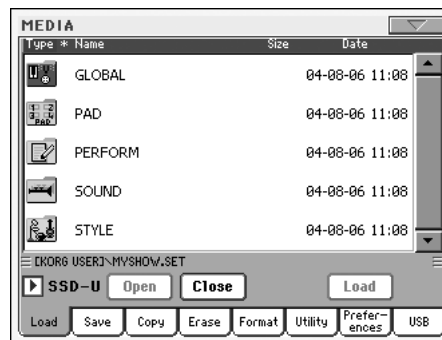 MEDIA
Type * Name Size Date
GLOBAL 04-08-06 11:08
PAD 04-08-06 11:08
PERFORM 04-08-06 11:08
SOUND 04-08-06 11:08
STYLE 04-08-06 11:08
[KORG USER]\MYSHOW.SET
SSD-U Open Close Load
Load Save Copy Erase Format Utility Prefer-ences USB